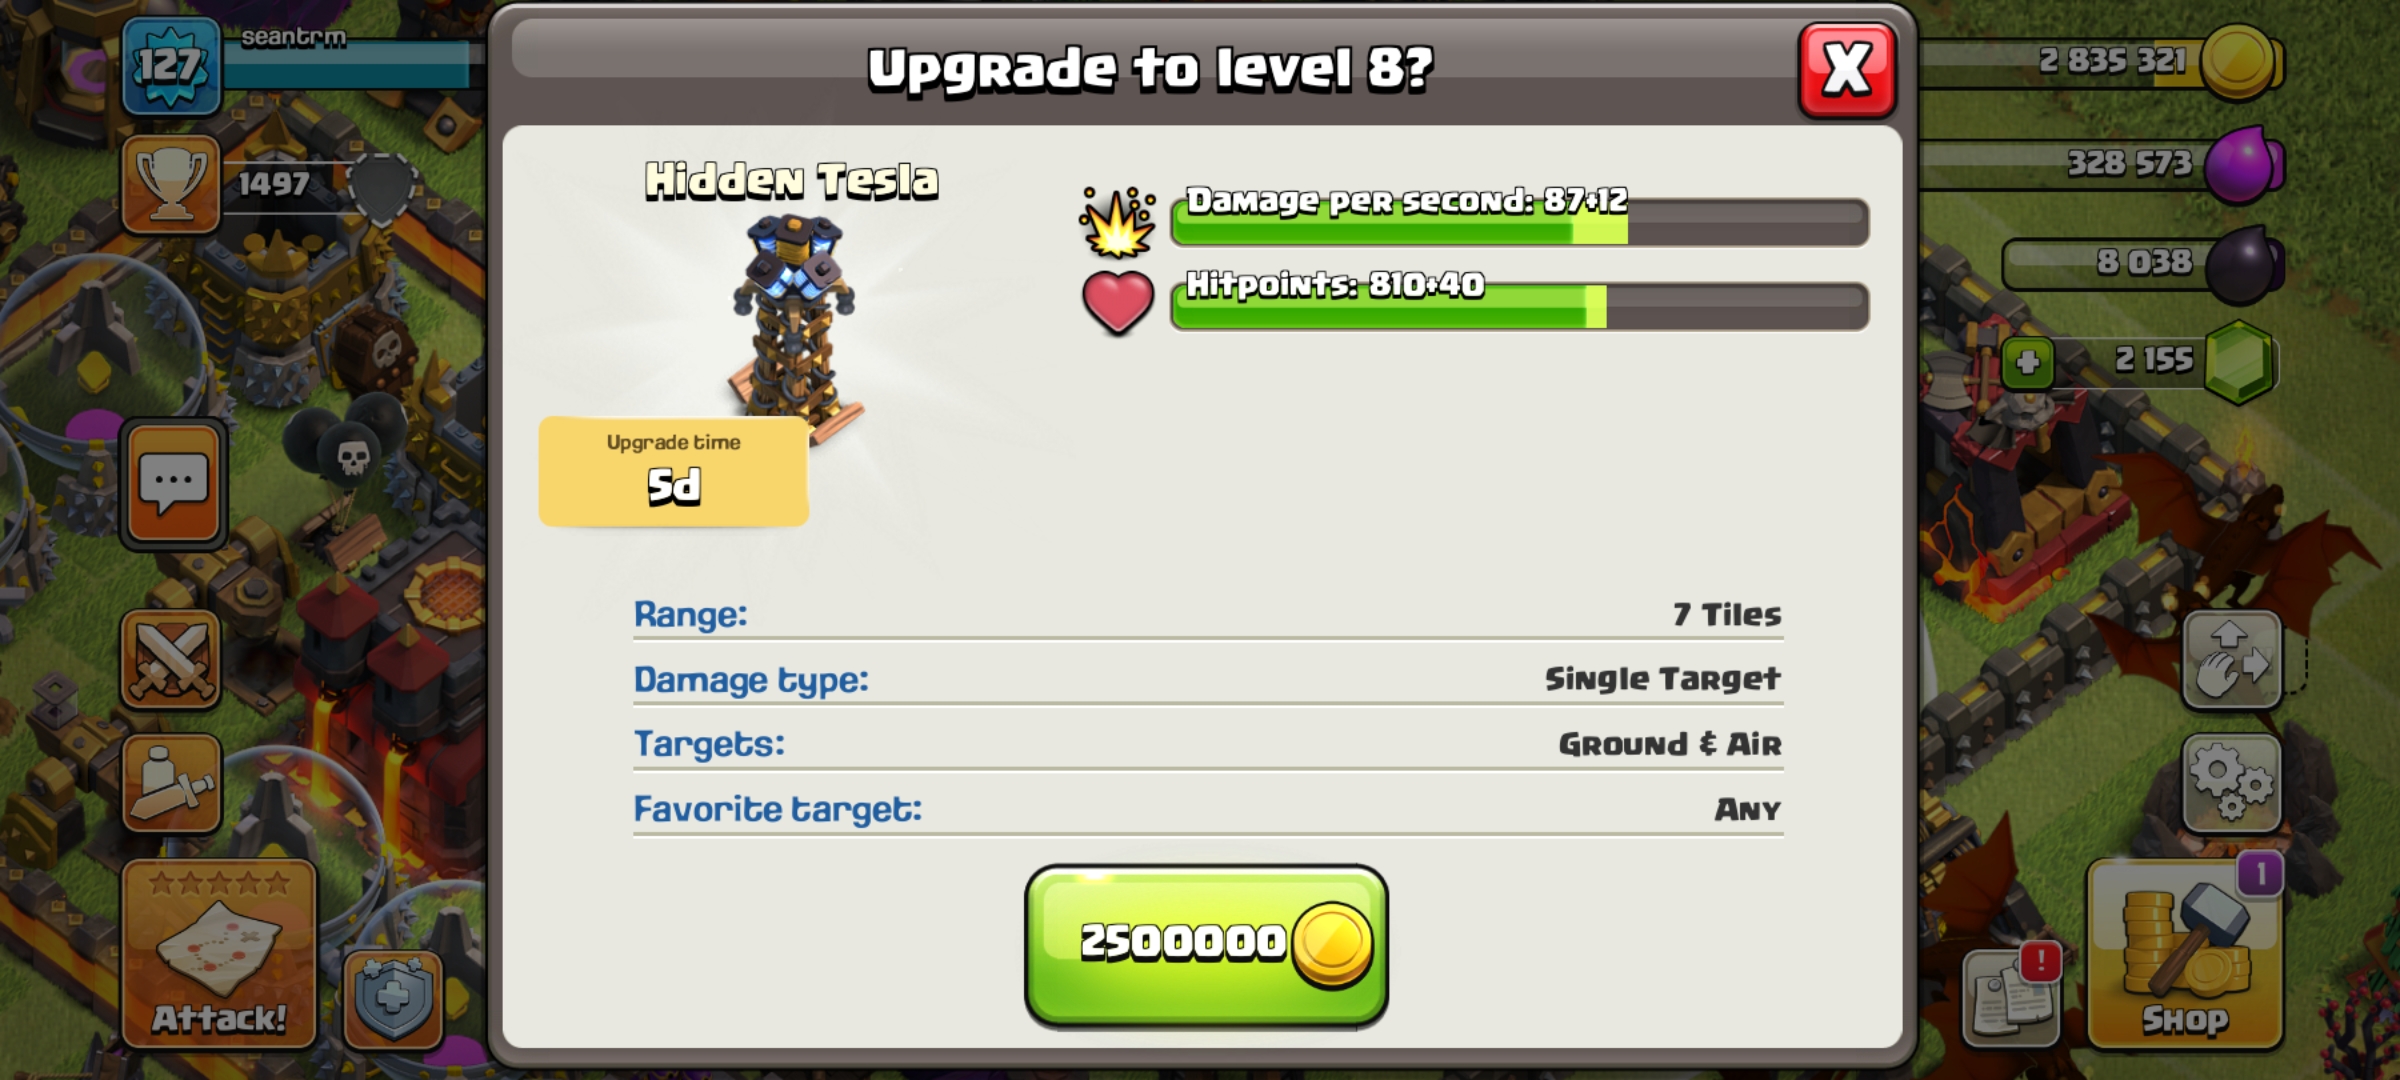 127
seantrm
Upgrade to level 8?
X
2 835 321
1497
Hidden Tesla
Damage per second: 87+12
328 573
Hitpoints: 810+40
8 038
2 155
Upgrade time
5d
Range: 7 Tiles
Damage type: Single Target
Targets: Ground & Air
Favorite target: Any
2500000
1
!
Attack!
Shop